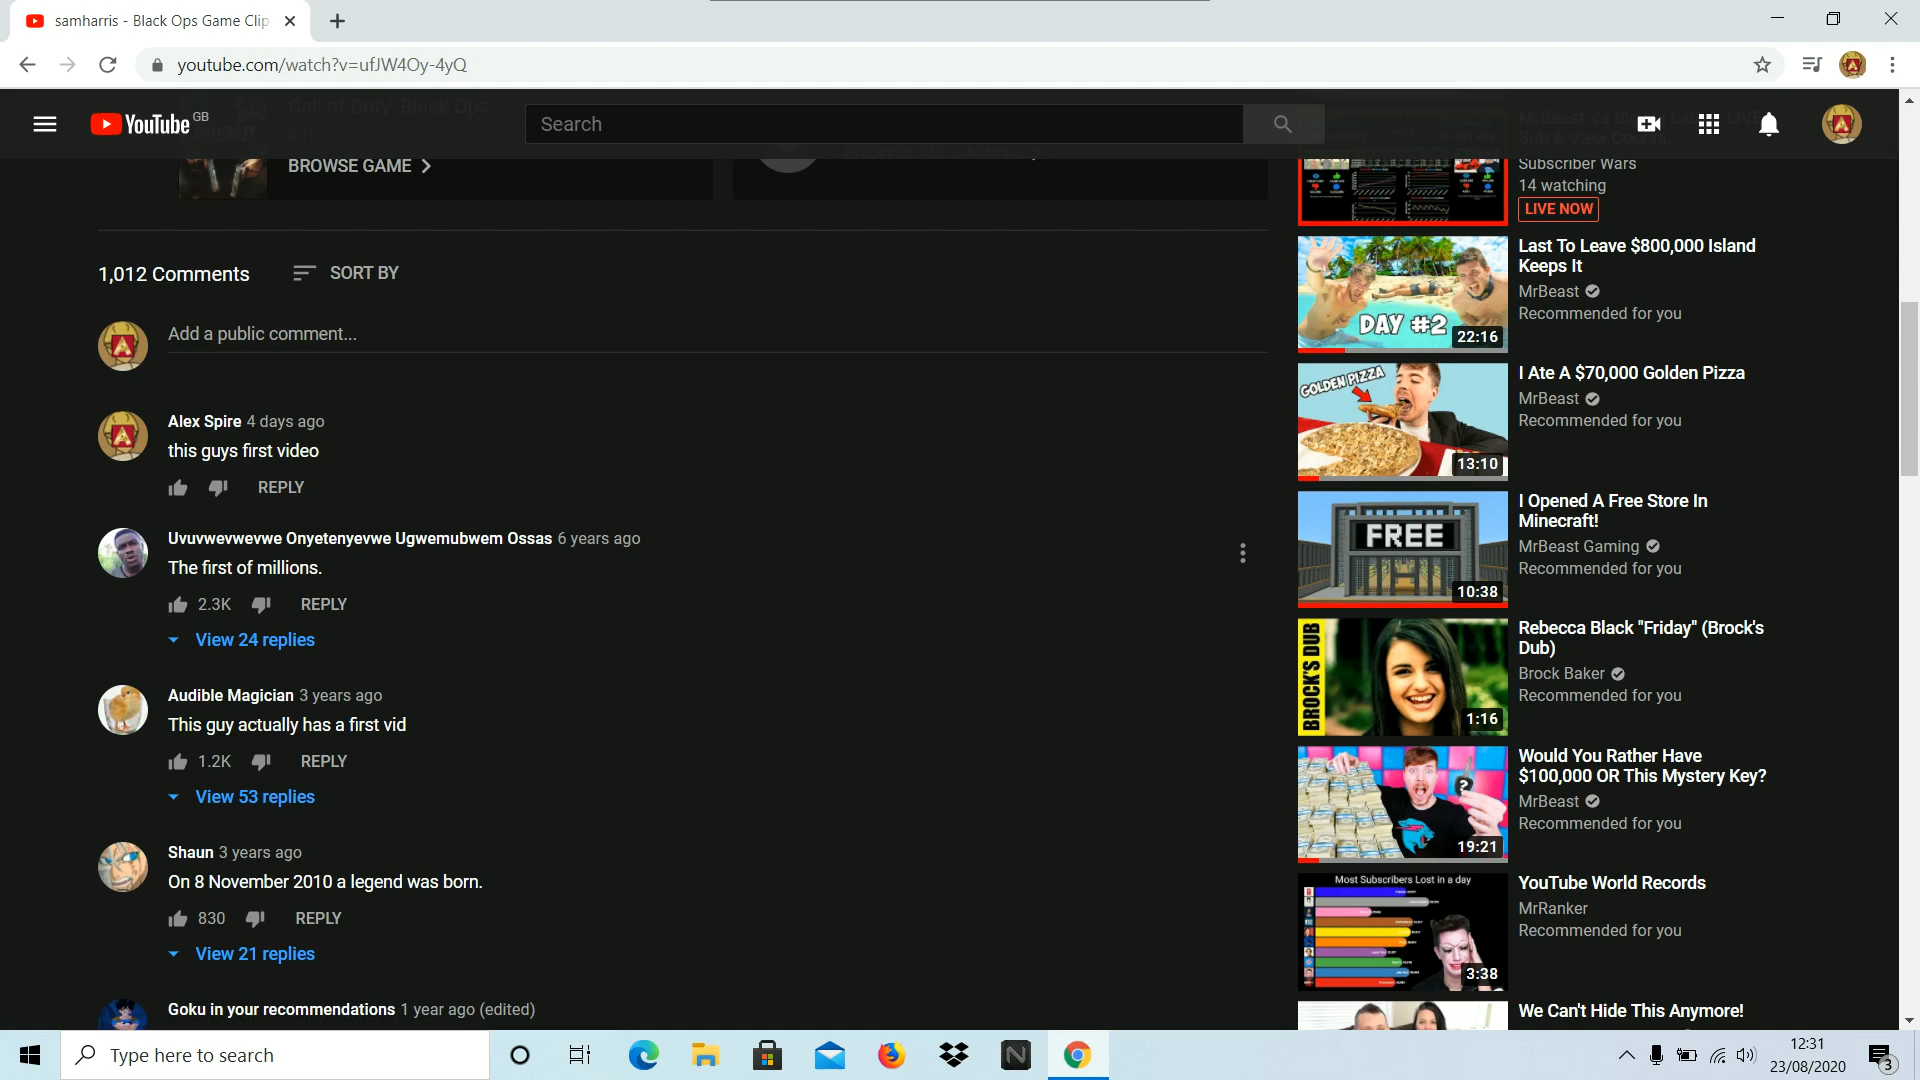 samharris - Black Ops Game Clip
youtube.com/watch?v=ufJW4Oy-4yQ
YouTube GB
Search
Call of Duty: Black Ops
BROWSE GAME
Subscriber Wars
14 watching
LIVE NOW
1,012 Comments
SORT BY
Add a public comment...
Alex Spire 4 days ago
this guys first video
REPLY
Uvuvwevwevwe Onyetenyevwe Ugwemubwem Ossas 6 years ago
The first of millions.
2.3K REPLY
View 24 replies
Audible Magician 3 years ago
This guy actually has a first vid
1.2K REPLY
View 53 replies
Shaun 3 years ago
On 8 November 2010 a legend was born.
830 REPLY
View 21 replies
Goku in your recommendations 1 year ago (edited)
DAY #2
22:16
Last To Leave $800,000 Island
Keeps It
MrBeast
Recommended for you
GOLDEN PIZZA
13:10
I Ate A $70,000 Golden Pizza
MrBeast
Recommended for you
FREE
10:38
I Opened A Free Store In
Minecraft!
MrBeast Gaming
Recommended for you
BROCK'S DUB
1:16
Rebecca Black "Friday" (Brock's
Dub)
Brock Baker
Recommended for you
?
19:21
Would You Rather Have
$100,000 OR This Mystery Key?
MrBeast
Recommended for you
Most Subscribers Lost in a day
3:38
YouTube World Records
MrRanker
Recommended for you
We Can't Hide This Anymore!
Type here to search
12:31
23/08/2020
3